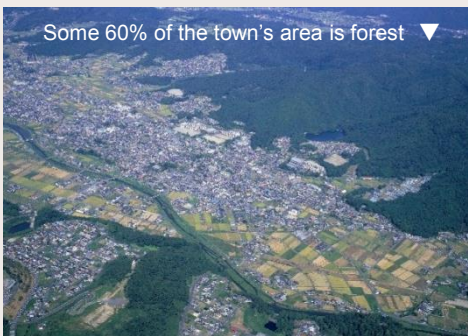 Some 60% of the town's area is forest ▼